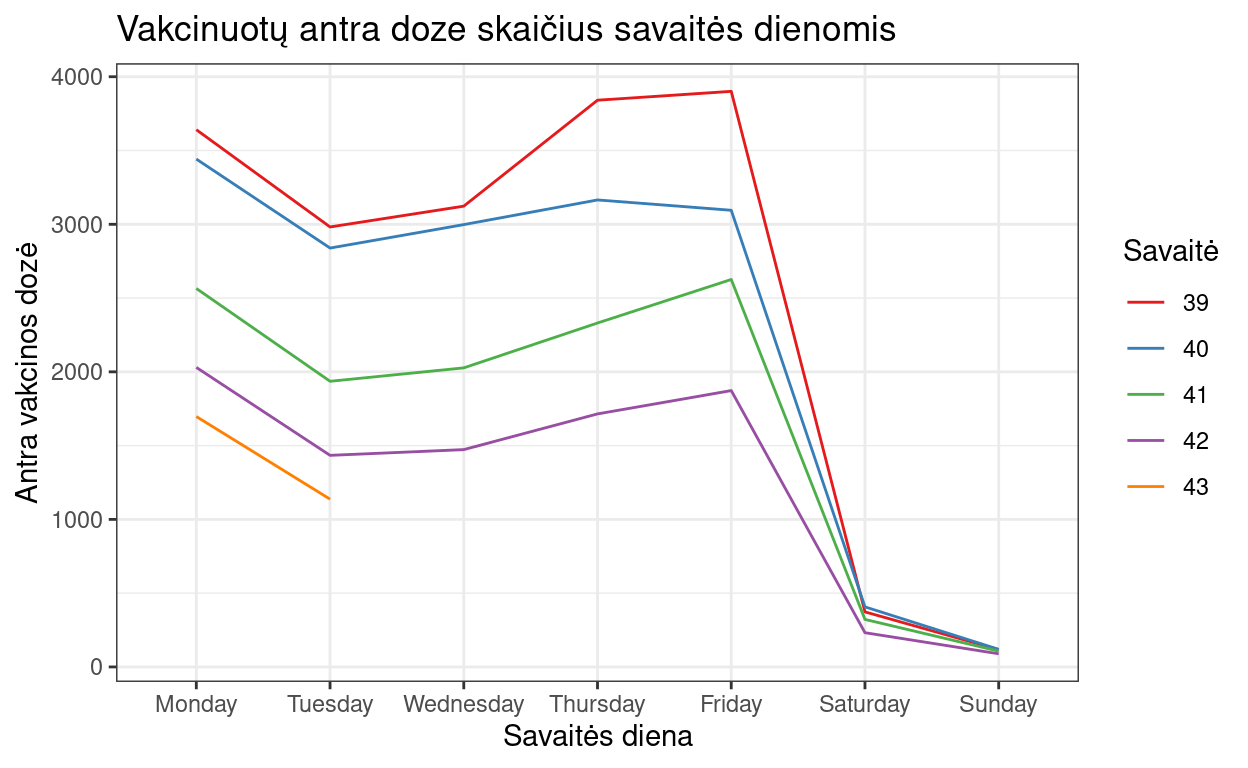 Vakcinuotų antra doze skaičius savaitės dienomis
Antra vakcinos dozė
4000
3000
2000
1000
0
Monday Tuesday Wednesday Thursday Friday Saturday Sunday
Savaitės diena
Savaitė
39
40
41
42
43